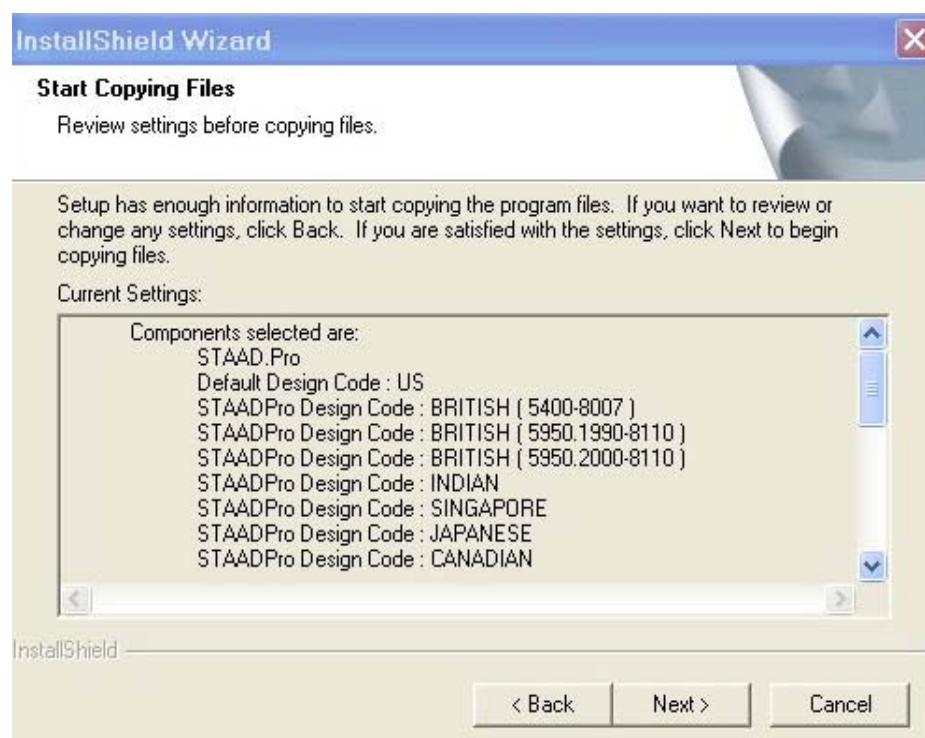 InstallShield Wizard
Start Copying Files
Review settings before copying files.
Setup has enough information to start copying the program files. If you want to review or
change any settings, click Back. If you are satisfied with the settings, click Next to begin
copying files.
Current Settings:
Components selected are:
STAAD.Pro
Default Design Code : US
STAADPro Design Code : BRITISH ( 5400-8007 )
STAADPro Design Code : BRITISH ( 5950.1990-8110 )
STAADPro Design Code : BRITISH ( 5950.2000-8110 )
STAADPro Design Code : INDIAN
STAADPro Design Code : SINGAPORE
STAADPro Design Code : JAPANESE
STAADPro Design Code : CANADIAN
InstallShield
< Back Next > Cancel